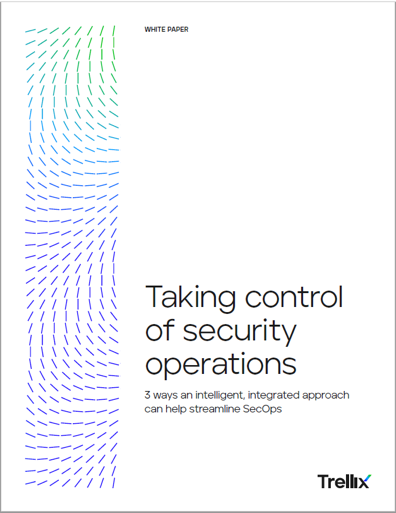 WHITE PAPER
Taking control
of security
operations
3 ways an intelligent, integrated approach
can help streamline SecOps
Trellix